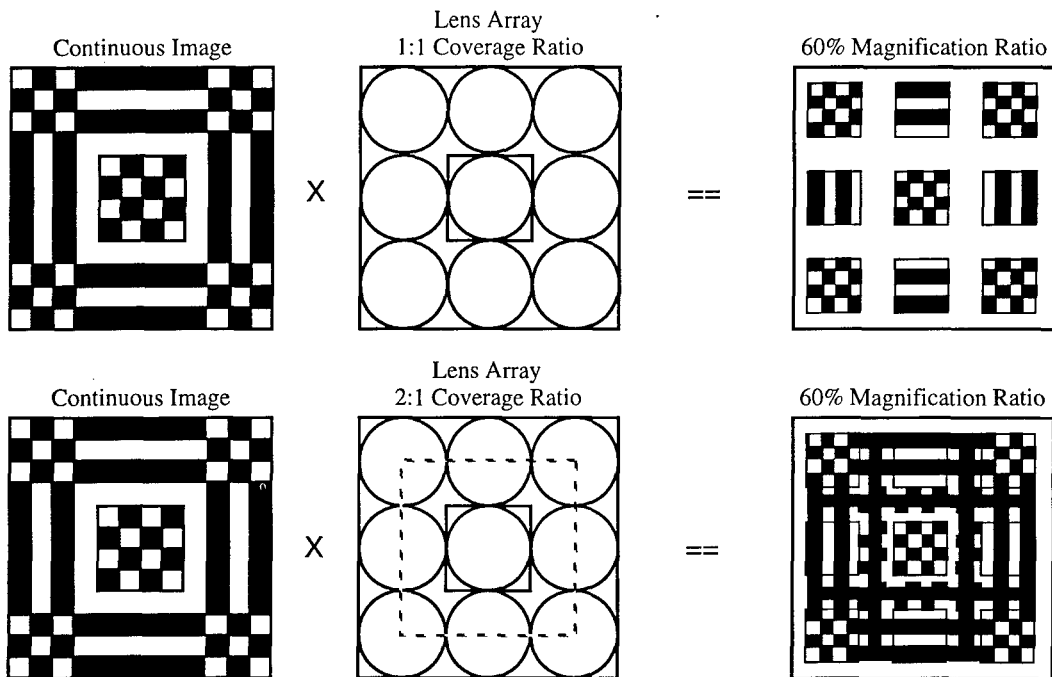 Continuous Image
Lens Array
1:1 Coverage Ratio
60% Magnification Ratio
X
==
Continuous Image
Lens Array
2:1 Coverage Ratio
60% Magnification Ratio
X
==